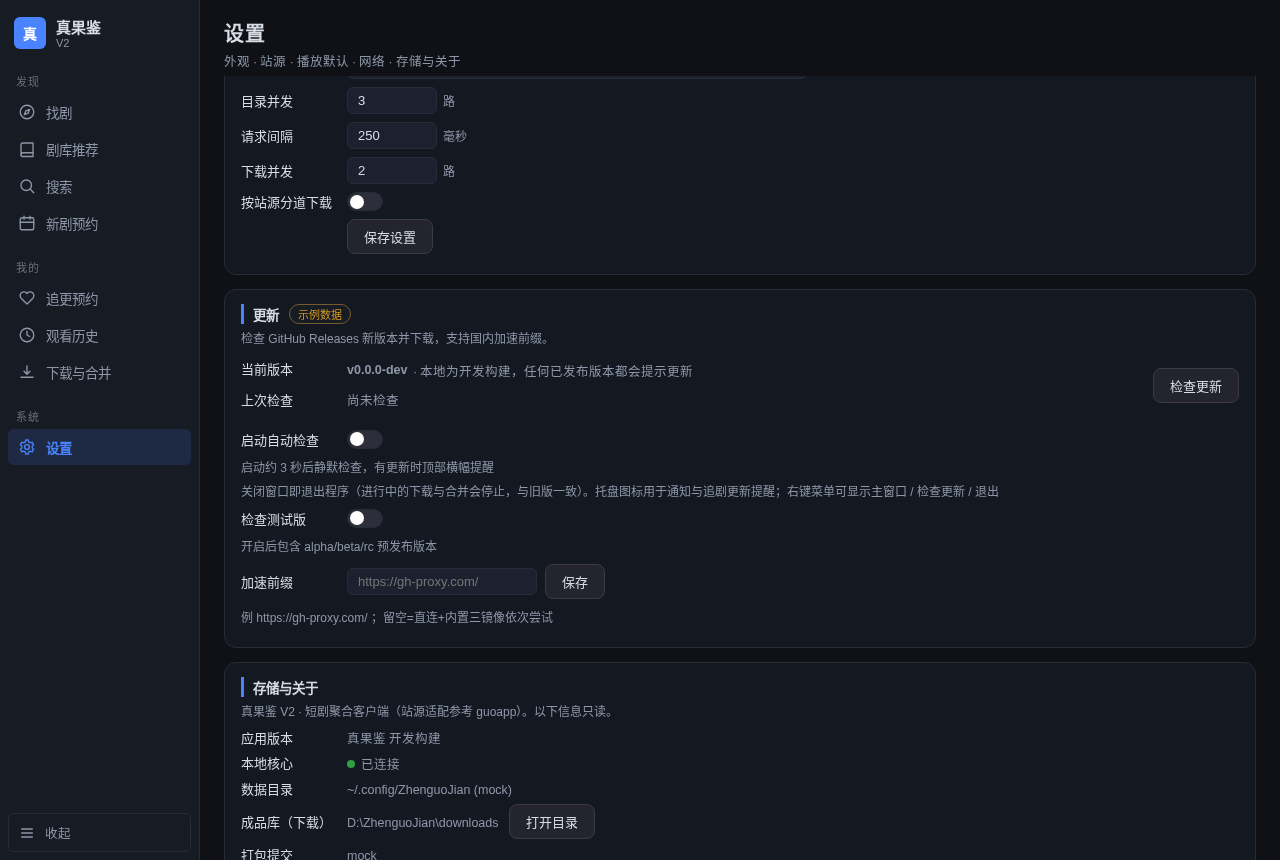 真 真果鉴
V2
发现
找剧
剧库推荐
搜索
新剧预约
我的
追更预约
观看历史
下载与合并
系统
设置
收起
设置
外观 · 站源 · 播放默认 · 网络 · 存储与关于
目录并发 3 路
请求间隔 250 毫秒
下载并发 2 路
按站源分道下载
保存设置
更新 示例数据
检查 GitHub Releases 新版本并下载，支持国内加速前缀。
当前版本 v0.0.0-dev · 本地为开发构建，任何已发布版本都会提示更新
检查更新
上次检查 尚未检查
启动自动检查
启动约 3 秒后静默检查，有更新时顶部横幅提醒
关闭窗口即退出程序（进行中的下载与合并会停止，与旧版一致）。托盘图标用于通知与追剧更新提醒；右键菜单可显示主窗口 / 检查更新 / 退出
检查测试版
开启后包含 alpha/beta/rc 预发布版本
加速前缀 https://gh-proxy.com/ 保存
例 https://gh-proxy.com/ ；留空=直连+内置三镜像依次尝试
存储与关于
真果鉴 V2 · 短剧聚合客户端（站源适配参考 guoapp）。以下信息只读。
应用版本 真果鉴 开发构建
本地核心 已连接
数据目录 ~/.config/ZhenguoJian (mock)
成品库（下载） D:\ZhenguoJian\downloads 打开目录
打包提交 mock